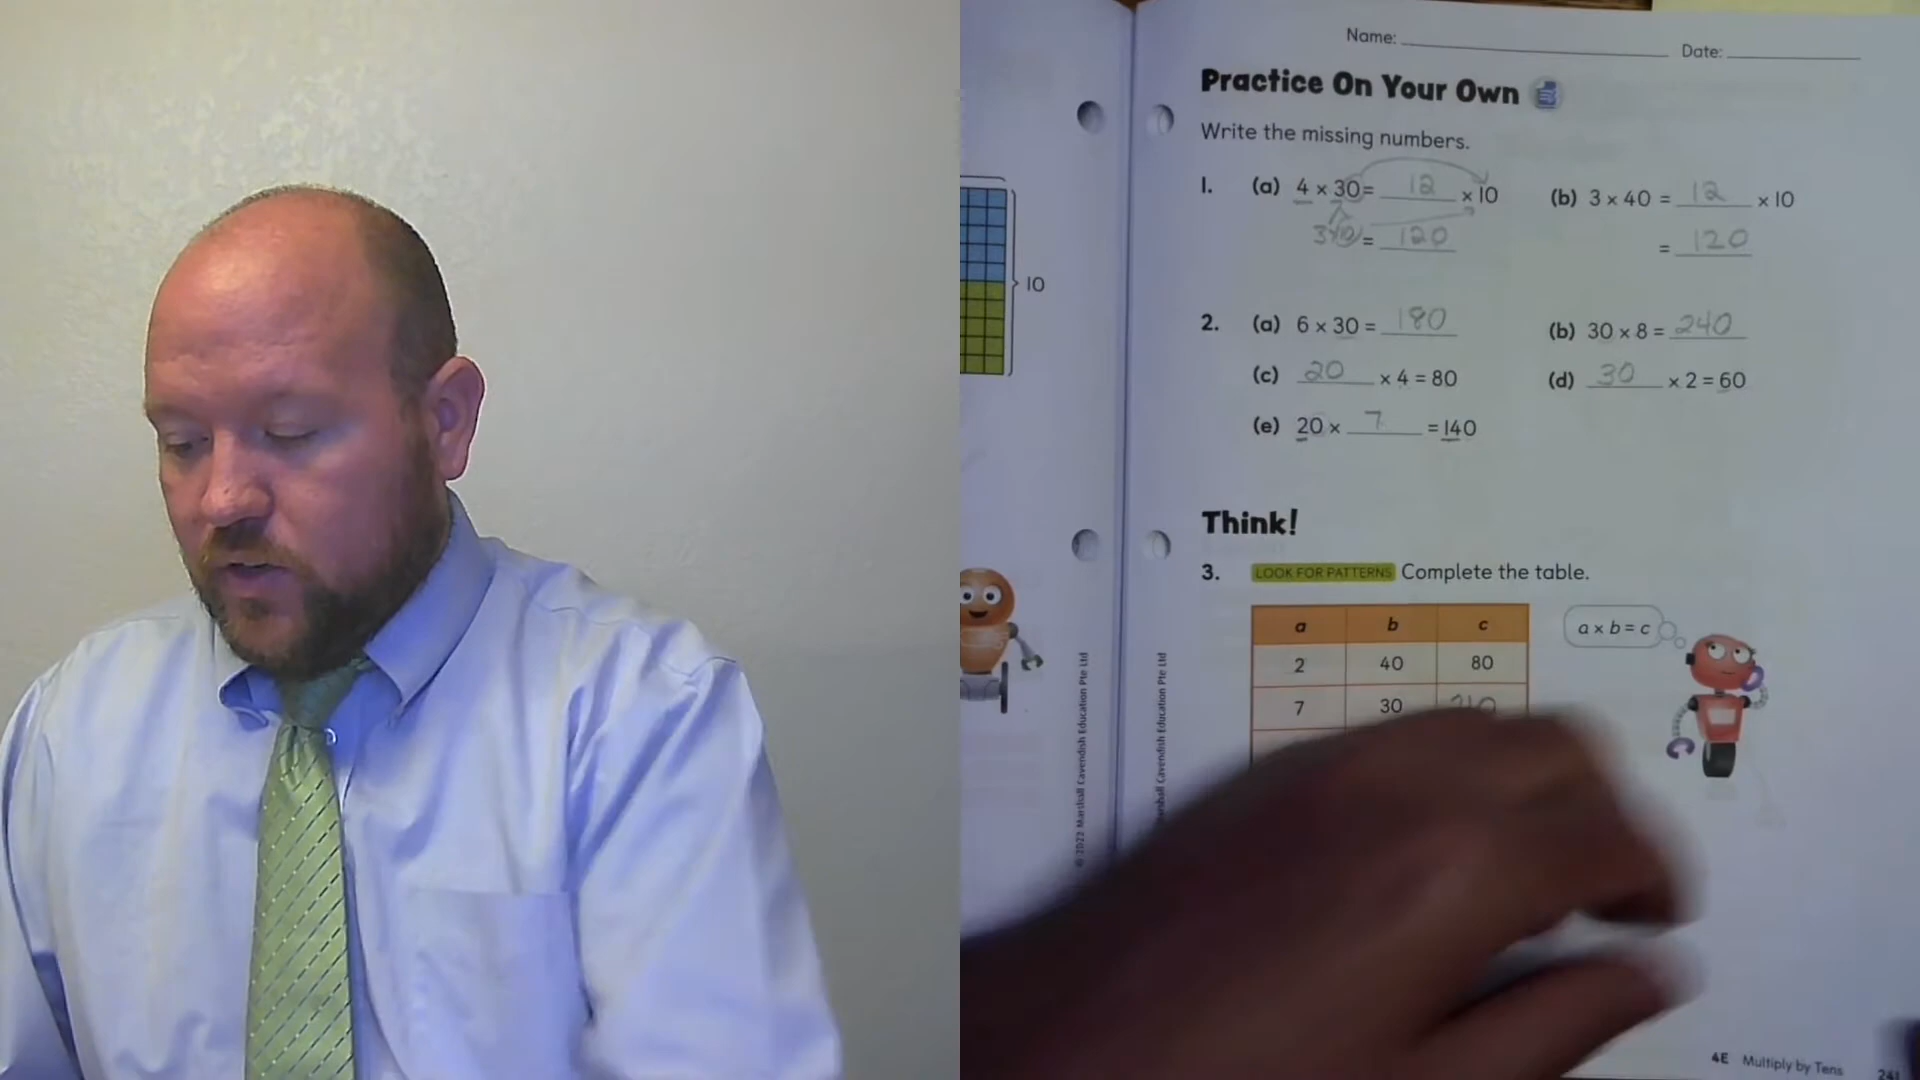 10
© 2022 Marshall Cavendish Education Pte Ltd
Name: Date:
Practice On Your Own
Write the missing numbers.
1. (a) 4 × 30 = 12 × 10 (b) 3 × 40 = 12 × 10
3×10 = 120 = 120
2. (a) 6 × 30 = 180 (b) 30 × 8 = 240
(c) 20 × 4 = 80 (d) 30 × 2 = 60
(e) 20 × 7 = 140
Think!
3. LOOK FOR PATTERNS Complete the table.
a b c
a x b = c
2 40 80
7 30 210
Cavendish Education Pte Ltd
4E Multiply by Tens 241